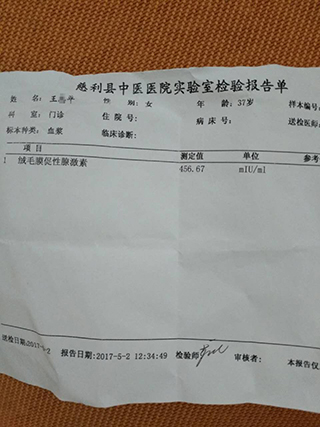 慈利县中医医院实验室检验报告单
姓 名: 王 平 性 别: 女 年 龄: 37岁 样本编号:
科 室: 门诊 住 院 号: 病 床 号: 送检医师:
标本种类: 血浆 临床诊断:
项目 测定值 单位 参考
1 绒毛膜促性腺激素 456.67 mIU/ml
送检日期:2017-5-2 报告日期:2017-5-2 12:34:49 检验师: 审核者: 本报告仅